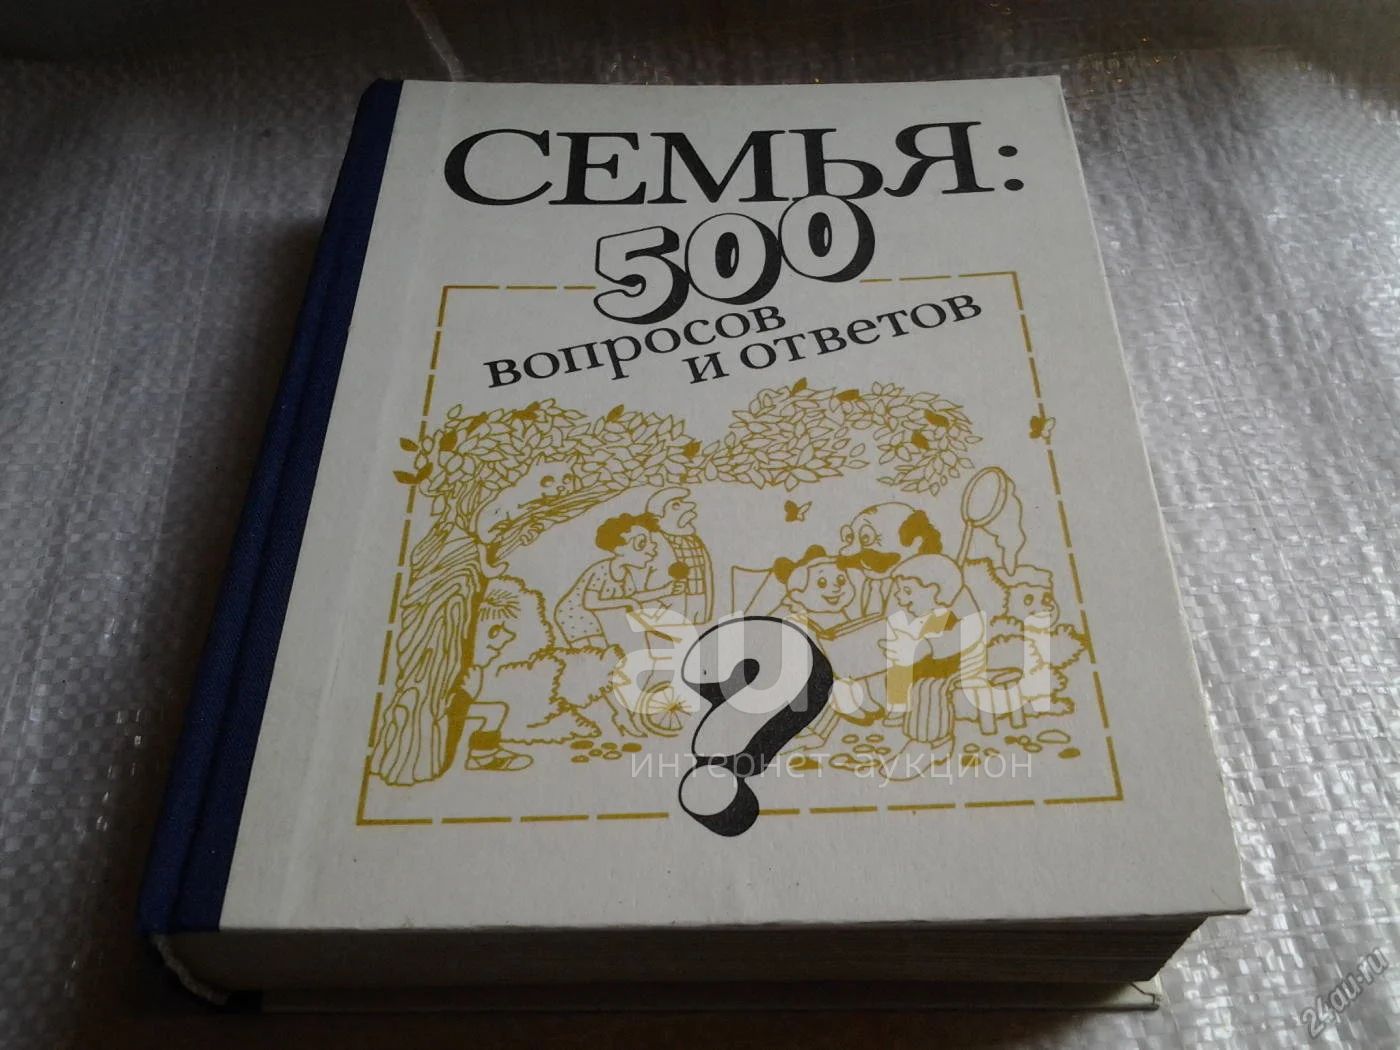 СЕМЬЯ:
500
вопросов
и ответов
?
au.ru
интернет-аукцион
24au.ru